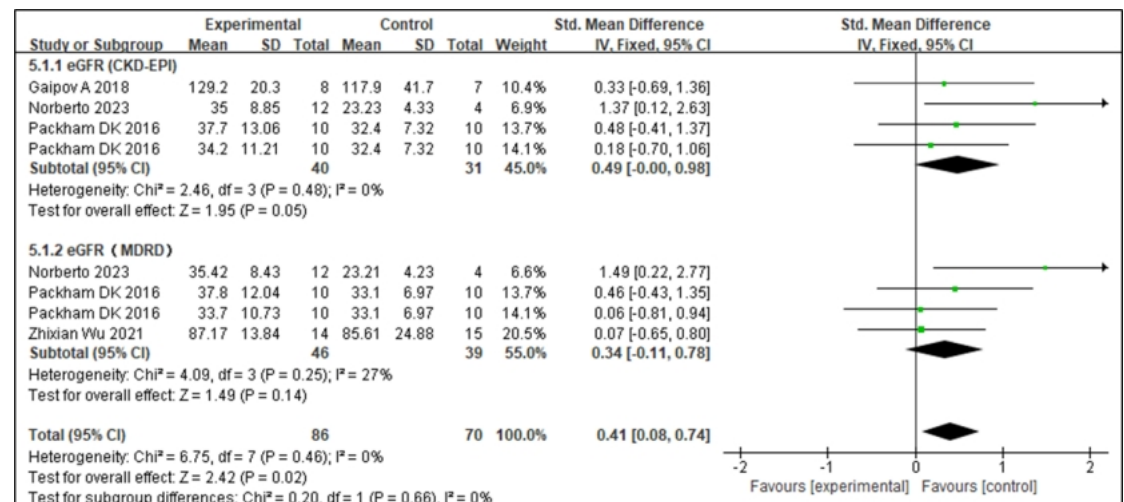 Experimental Control Std. Mean Difference Std. Mean Difference
Study or Subgroup Mean SD Total Mean SD Total Weight IV, Fixed, 95% CI IV, Fixed, 95% CI
5.1.1 eGFR (CKD-EPI)
Gaipov A 2018 129.2 20.3 8 117.9 41.7 7 10.4% 0.33 [-0.69, 1.36]
Norberto 2023 35 8.85 12 23.23 4.33 4 6.9% 1.37 [0.12, 2.63]
Packham DK 2016 37.7 13.06 10 32.4 7.32 10 13.7% 0.48 [-0.41, 1.37]
Packham DK 2016 34.2 11.21 10 32.4 7.32 10 14.1% 0.18 [-0.70, 1.06]
Subtotal (95% CI) 40 31 45.0% 0.49 [-0.00, 0.98]
Heterogeneity: Chi² = 2.46, df = 3 (P = 0.48); I² = 0%
Test for overall effect: Z = 1.95 (P = 0.05)
5.1.2 eGFR（MDRD）
Norberto 2023 35.42 8.43 12 23.21 4.23 4 6.6% 1.49 [0.22, 2.77]
Packham DK 2016 37.8 12.04 10 33.1 6.97 10 13.7% 0.46 [-0.43, 1.35]
Packham DK 2016 33.7 10.73 10 33.1 6.97 10 14.1% 0.06 [-0.81, 0.94]
Zhixian Wu 2021 87.17 13.84 14 85.61 24.88 15 20.5% 0.07 [-0.65, 0.80]
Subtotal (95% CI) 46 39 55.0% 0.34 [-0.11, 0.78]
Heterogeneity: Chi² = 4.09, df = 3 (P = 0.25); I² = 27%
Test for overall effect: Z = 1.49 (P = 0.14)
Total (95% CI) 86 70 100.0% 0.41 [0.08, 0.74]
Heterogeneity: Chi² = 6.75, df = 7 (P = 0.46); I² = 0%
Test for overall effect: Z = 2.42 (P = 0.02)
Test for subgroup differences: Chi² = 0.20, df = 1 (P = 0.66), I² = 0%
-2 -1 0 1 2
Favours [experimental] Favours [control]